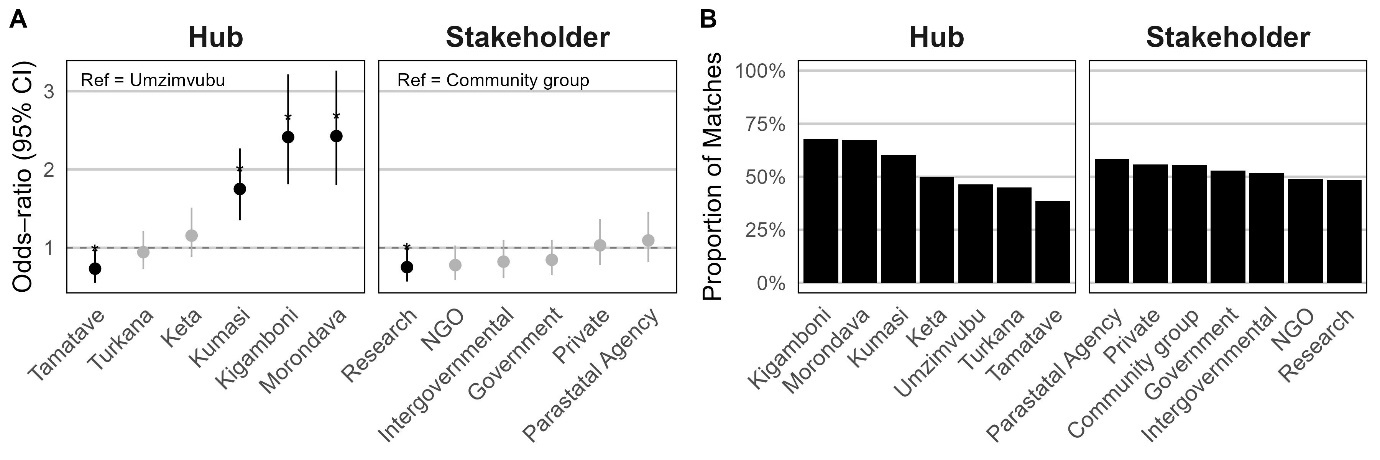 A
Hub
Stakeholder
Odds–ratio (95% CI)
Ref = Umzimvubu
Ref = Community group
3
2
1
*
*
*
*
*
Tamatave
Turkana
Keta
Kumasi
Kigamboni
Morondava
Research
NGO
Intergovernmental
Government
Private
Parastatal Agency
B
Hub
Stakeholder
Proportion of Matches
100%
75%
50%
25%
0%
Kigamboni
Morondava
Kumasi
Keta
Umzimvubu
Turkana
Tamatave
Parastatal Agency
Private
Community group
Government
Intergovernmental
NGO
Research